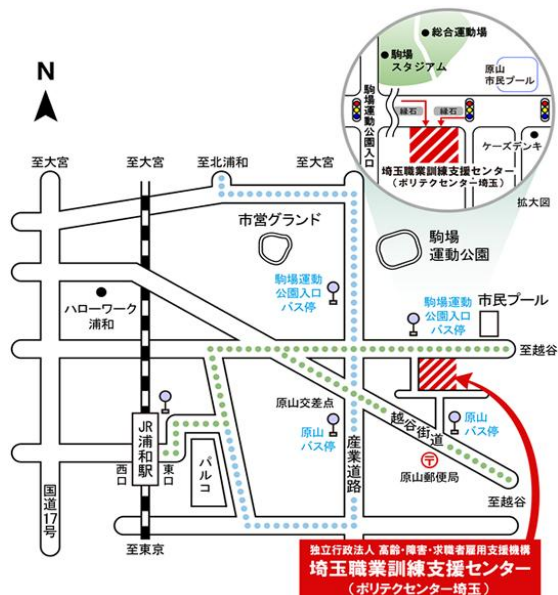 総合運動場
駒場
スタジアム
原山
市民プール
駒場運動公園入口
縁石
縁石
ケーズデンキ
埼玉職業訓練支援センター
（ポリテクセンター埼玉）
拡大図
N
至大宮
至大宮
至北浦和
至大宮
市営グランド
駒場
運動公園
ハローワーク
浦和
駒場運動
公園入口
バス停
駒場運動
公園入口
バス停
市民プール
至越谷
原山交差点
原山
バス停
越谷街道
原山
バス停
JR浦和駅
西口
東口
パルコ
産業道路
原山郵便局
至越谷
国道17号
至東京
独立行政法人 高齢・障害・求職者雇用支援機構
埼玉職業訓練支援センター
（ポリテクセンター埼玉）